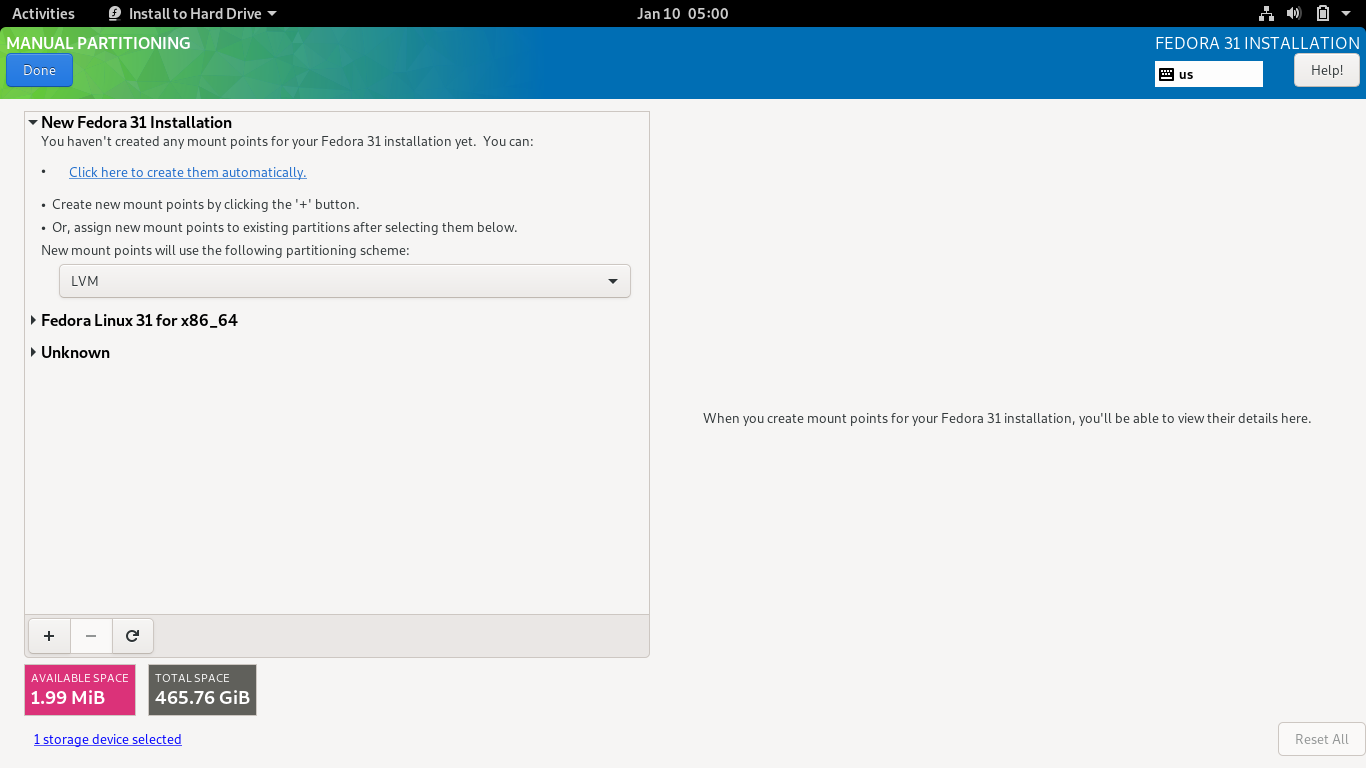 Activities
Install to Hard Drive
Jan 10 05:00
MANUAL PARTITIONING
FEDORA 31 INSTALLATION
Done
us
Help!
New Fedora 31 Installation
You haven't created any mount points for your Fedora 31 installation yet. You can:
• Click here to create them automatically.
• Create new mount points by clicking the '+' button.
• Or, assign new mount points to existing partitions after selecting them below.
New mount points will use the following partitioning scheme:
LVM
Fedora Linux 31 for x86_64
Unknown
When you create mount points for your Fedora 31 installation, you'll be able to view their details here.
+ −
AVAILABLE SPACE
1.99 MiB
TOTAL SPACE
465.76 GiB
1 storage device selected
Reset All